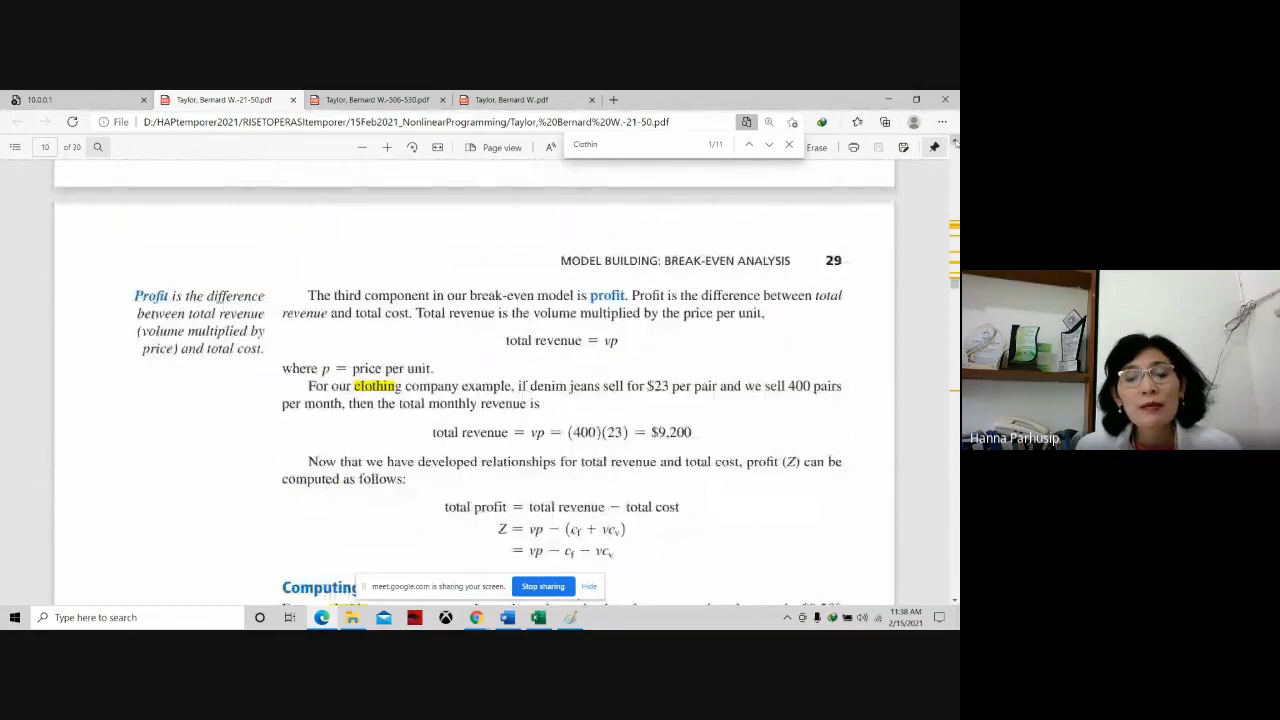 10.0.0.1
Taylor, Bernard W.-21-50.pdf
Taylor, Bernard W.-506-530.pdf
Taylor, Bernard W..pdf
File
D:/HAPtemporer2021/RISETOPERASItemporer/15Feb2021_NonlinearProgramming/Taylor,%20Bernard%20W.-21-50.pdf
10 of 30
Page view
Clothin
1/11
Erase
MODEL BUILDING: BREAK-EVEN ANALYSIS 29
Profit is the difference
between total revenue
(volume multiplied by
price) and total cost.
The third component in our break-even model is profit. Profit is the difference between total
revenue and total cost. Total revenue is the volume multiplied by the price per unit,
total revenue = vp
where p = price per unit.
For our clothing company example, if denim jeans sell for $23 per pair and we sell 400 pairs
per month, then the total monthly revenue is
total revenue = vp = (400)(23) = $9,200
Now that we have developed relationships for total revenue and total cost, profit (Z) can be
computed as follows:
total profit = total revenue − total cost
Z = vp − (cf + vcv)
= vp − cf − vcv
Computing
meet.google.com is sharing your screen.
Stop sharing
Hide
Type here to search
11:38 AM
2/15/2021
Hanna Parhusip